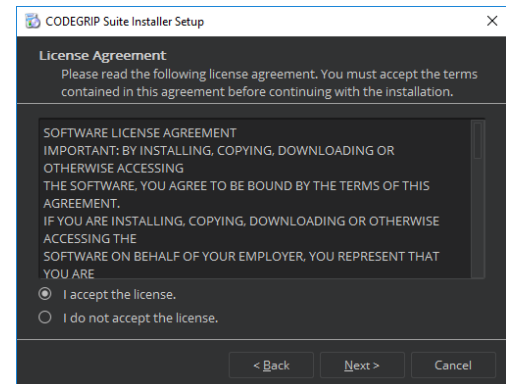 CODEGRIP Suite Installer Setup
License Agreement
Please read the following license agreement. You must accept the terms
contained in this agreement before continuing with the installation.
SOFTWARE LICENSE AGREEMENT
IMPORTANT: BY INSTALLING, COPYING, DOWNLOADING OR
OTHERWISE ACCESSING
THE SOFTWARE, YOU AGREE TO BE BOUND BY THE TERMS OF THIS
AGREEMENT.
IF YOU ARE INSTALLING, COPYING, DOWNLOADING OR OTHERWISE
ACCESSING THE
SOFTWARE ON BEHALF OF YOUR EMPLOYER, YOU REPRESENT THAT
YOU ARE
I accept the license.
I do not accept the license.
< Back Next > Cancel